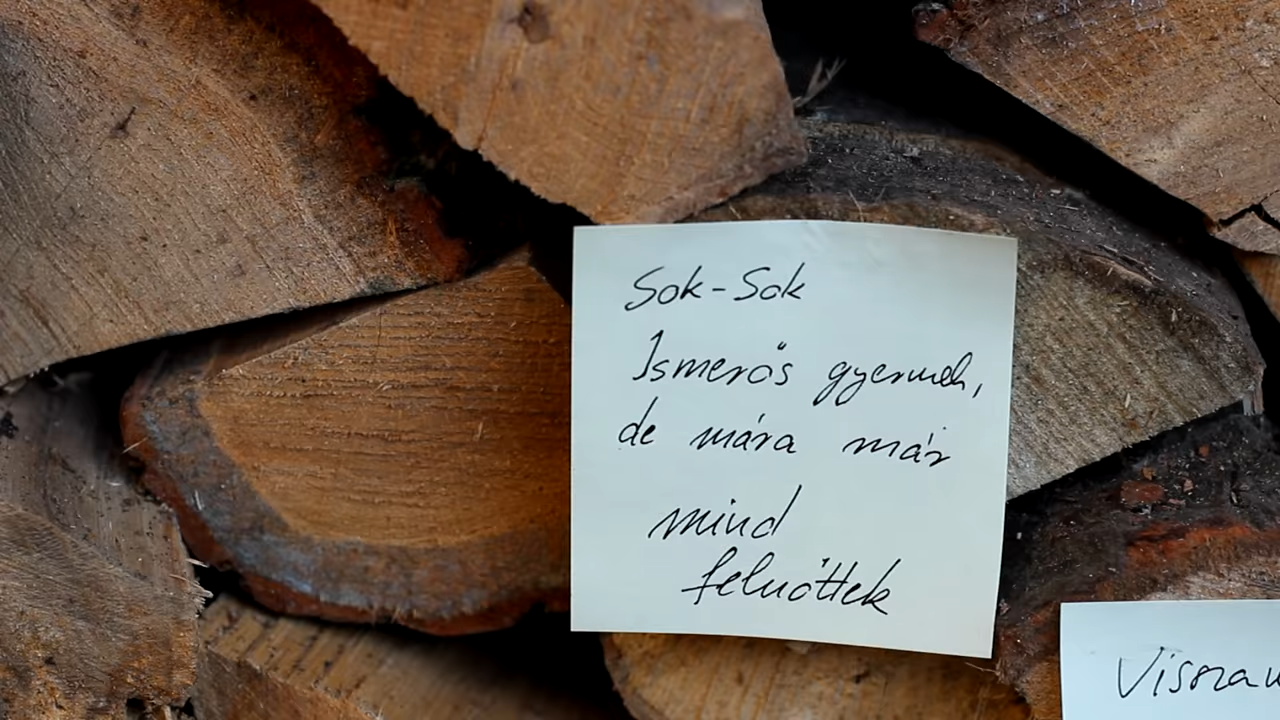 Sok-Sok
Ismerős gyermek,
de mára már
mind
felnőttek